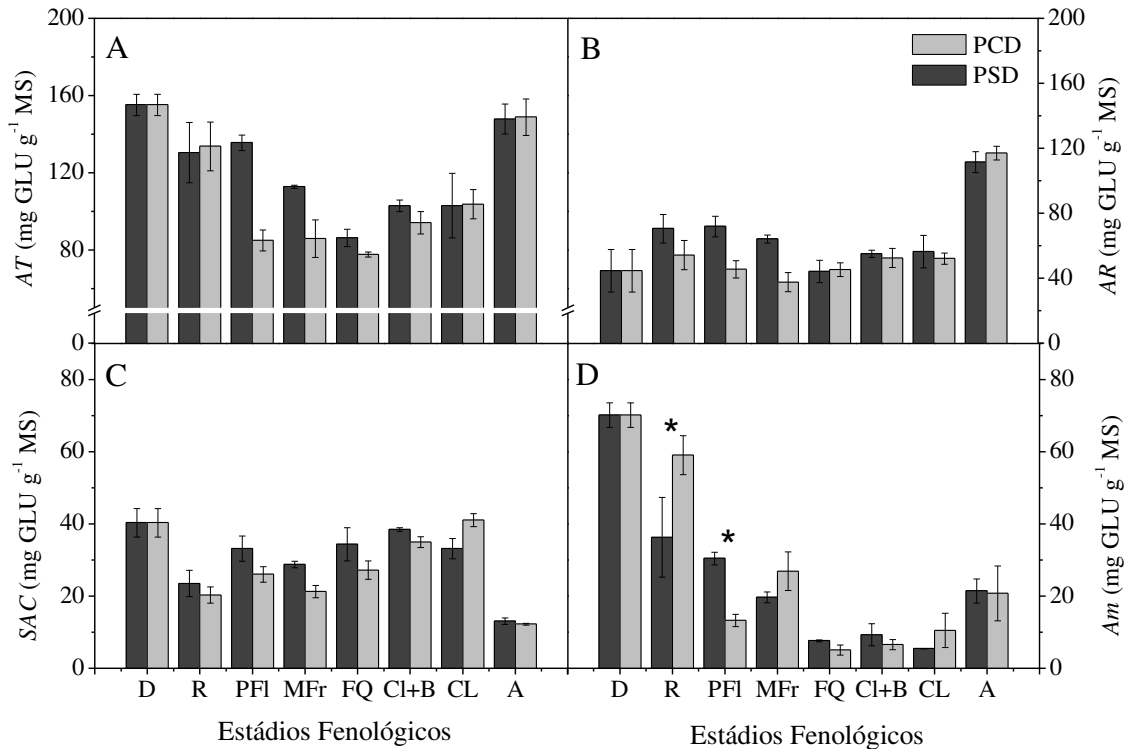 200
160
120
80
0
AT (mg GLU g⁻¹ MS)
A
B
PCD
PSD
200
160
120
80
40
0
AR (mg GLU g⁻¹ MS)
80
60
40
20
0
SAC (mg GLU g⁻¹ MS)
C
D
*
*
80
60
40
20
0
Am (mg GLU g⁻¹ MS)
D R PFl MFr FQ Cl+B CL A
D R PFl MFr FQ Cl+B CL A
Estádios Fenológicos
Estádios Fenológicos